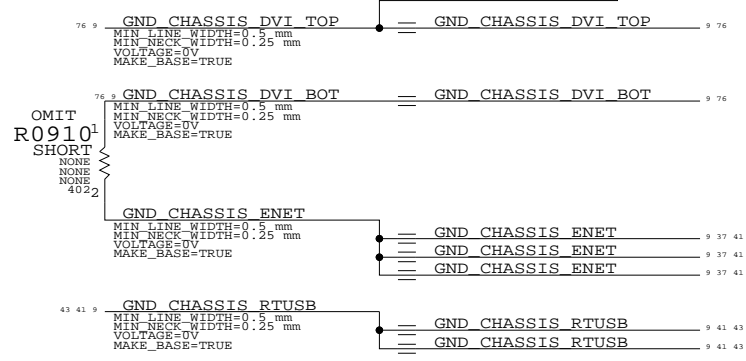 76 9 GND_CHASSIS_DVI_TOP = GND_CHASSIS_DVI_TOP 9 76
MIN_LINE_WIDTH=0.5 mm
MIN_NECK_WIDTH=0.25 mm
VOLTAGE=0V
MAKE_BASE=TRUE
76 9 GND_CHASSIS_DVI_BOT = GND_CHASSIS_DVI_BOT 9 76
MIN_LINE_WIDTH=0.5 mm
MIN_NECK_WIDTH=0.25 mm
VOLTAGE=0V
MAKE_BASE=TRUE
OMIT
R0910 1
SHORT
NONE
NONE
NONE
402 2
GND_CHASSIS_ENET
MIN_LINE_WIDTH=0.5 mm
MIN_NECK_WIDTH=0.25 mm
VOLTAGE=0V
MAKE_BASE=TRUE
= GND_CHASSIS_ENET 9 37 41
= GND_CHASSIS_ENET 9 37 41
= GND_CHASSIS_ENET 9 37 41
43 41 9 GND_CHASSIS_RTUSB
MIN_LINE_WIDTH=0.5 mm
MIN_NECK_WIDTH=0.25 mm
VOLTAGE=0V
MAKE_BASE=TRUE
= GND_CHASSIS_RTUSB 9 41 43
= GND_CHASSIS_RTUSB 9 41 43